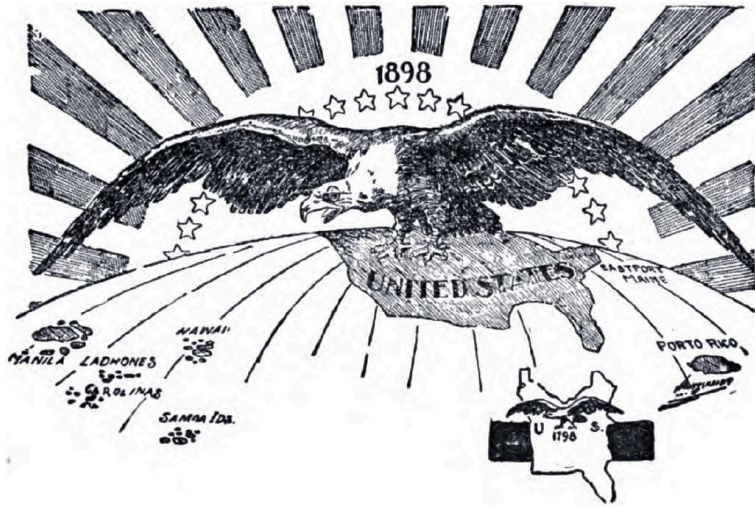 1898
UNITED STATES
EASTPORT
MAINE
HAWAII
MANILA
LADRONES
CAROLINAS
SAMOA IDS.
PORTO RICO
U S.
1798